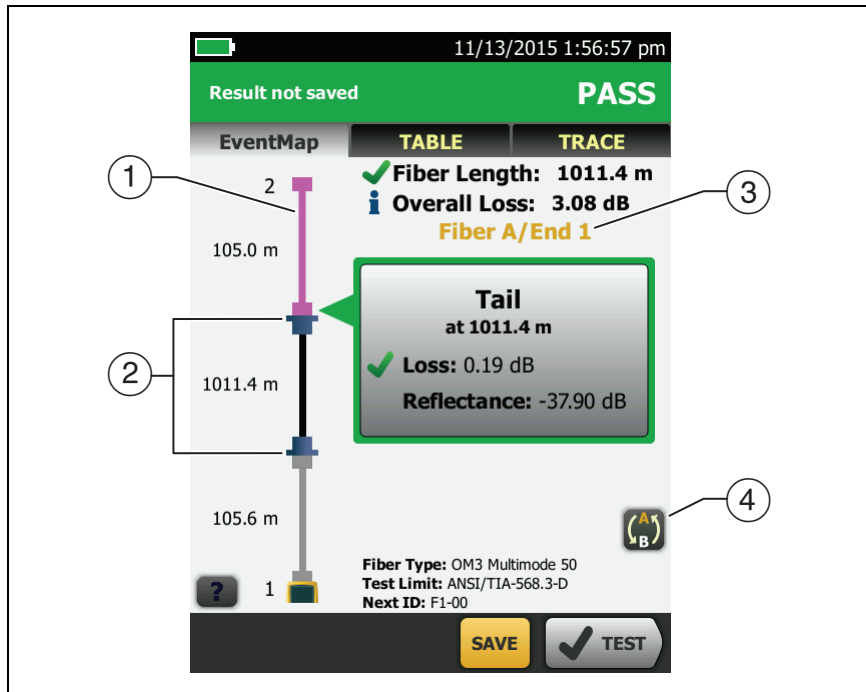 11/13/2015 1:56:57 pm
Result not saved
PASS
EventMap
TABLE
TRACE
1
2
Fiber Length: 1011.4 m
i Overall Loss: 3.08 dB
3
Fiber A/End 1
105.0 m
Tail
at 1011.4 m
2
Loss: 0.19 dB
1011.4 m
Reflectance: -37.90 dB
4
105.6 m
A
B
Fiber Type: OM3 Multimode 50
Test Limit: ANSI/TIA-568.3-D
? 1
Next ID: F1-00
SAVE
TEST